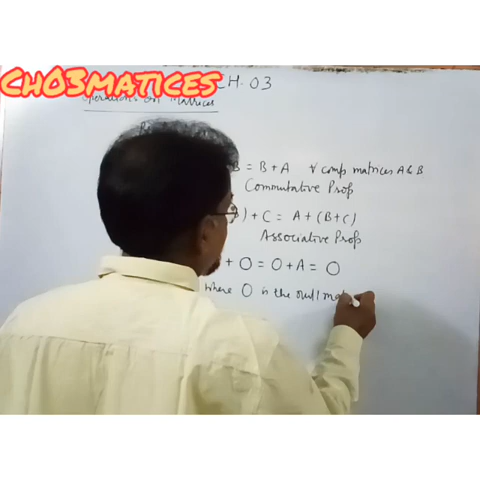 Ch03matices CH. 03
Operations on Matrices
B = B + A ∀ comp matrices A & B
Commutative Prop
) + C = A + (B + C)
Associative Prop
+ O = O + A = O
where O is the null mat